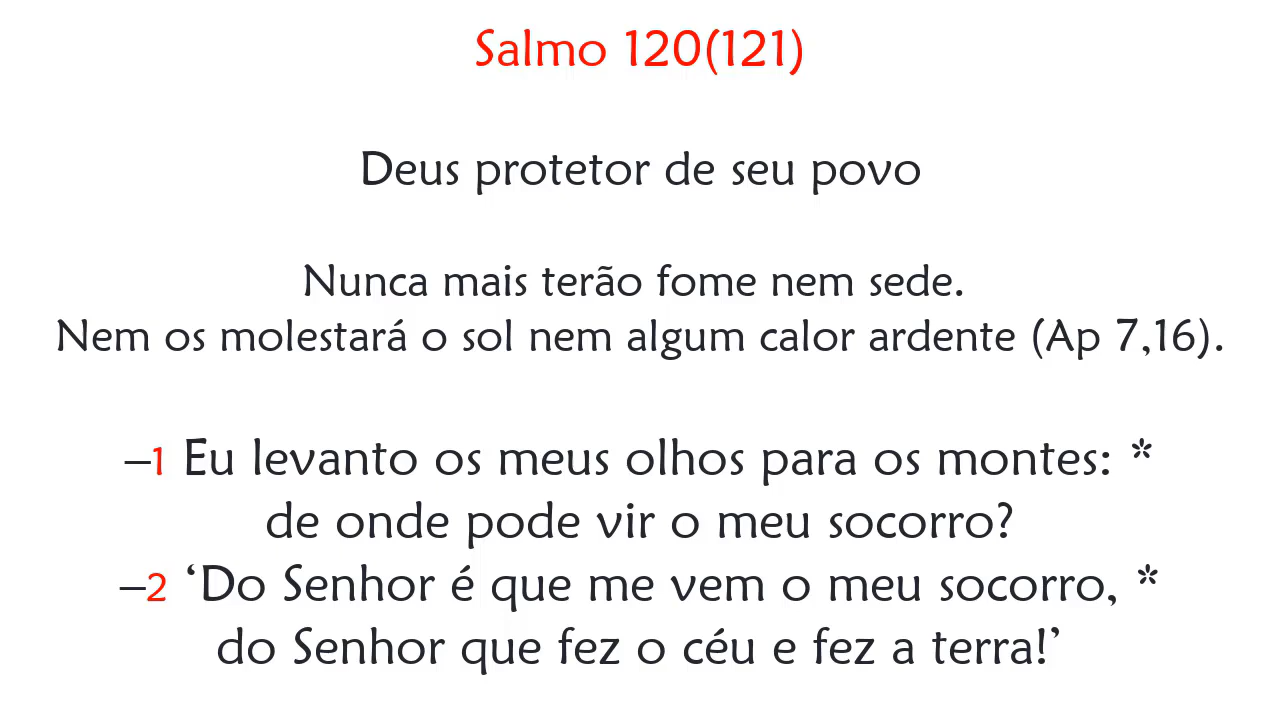 Salmo 120(121)
Deus protetor de seu povo
Nunca mais terão fome nem sede.
Nem os molestará o sol nem algum calor ardente (Ap 7,16).
–1 Eu levanto os meus olhos para os montes: *
de onde pode vir o meu socorro?
–2 ‘Do Senhor é que me vem o meu socorro, *
do Senhor que fez o céu e fez a terra!’